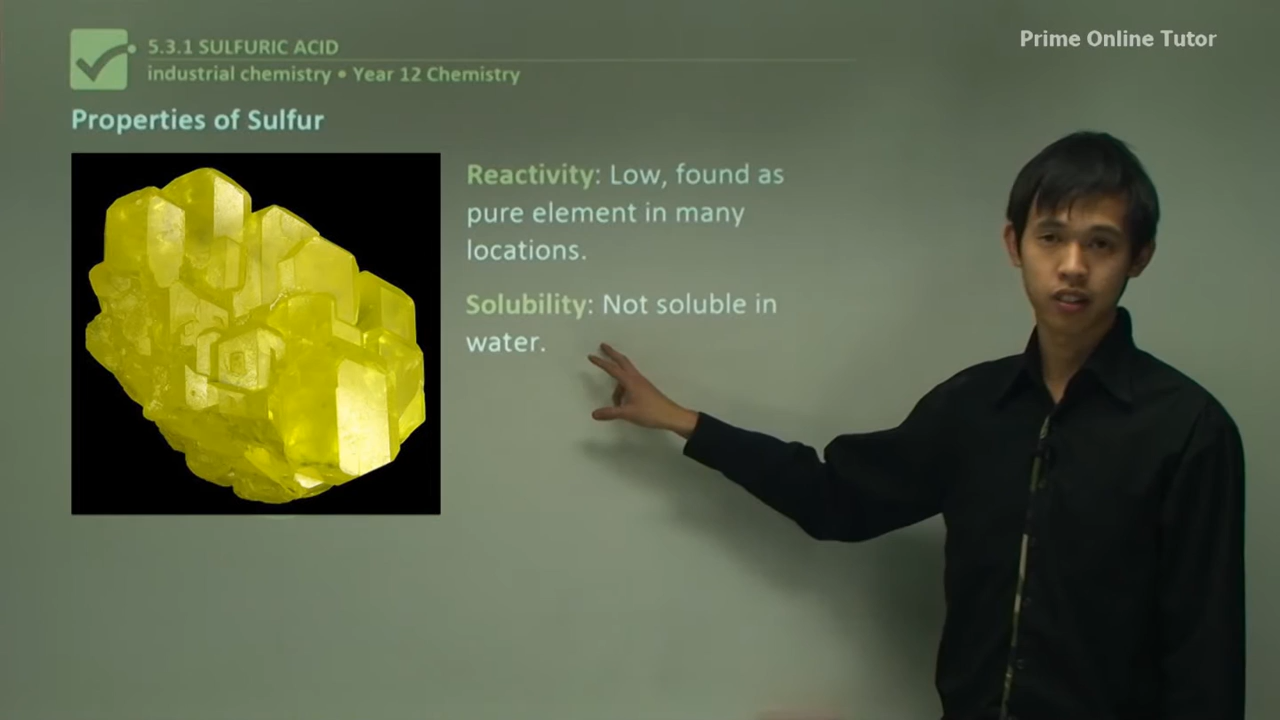 Prime Online Tutor
5.3.1 SULFURIC ACID
industrial chemistry • Year 12 Chemistry
Properties of Sulfur
Reactivity: Low, found as
pure element in many
locations.
Solubility: Not soluble in
water.